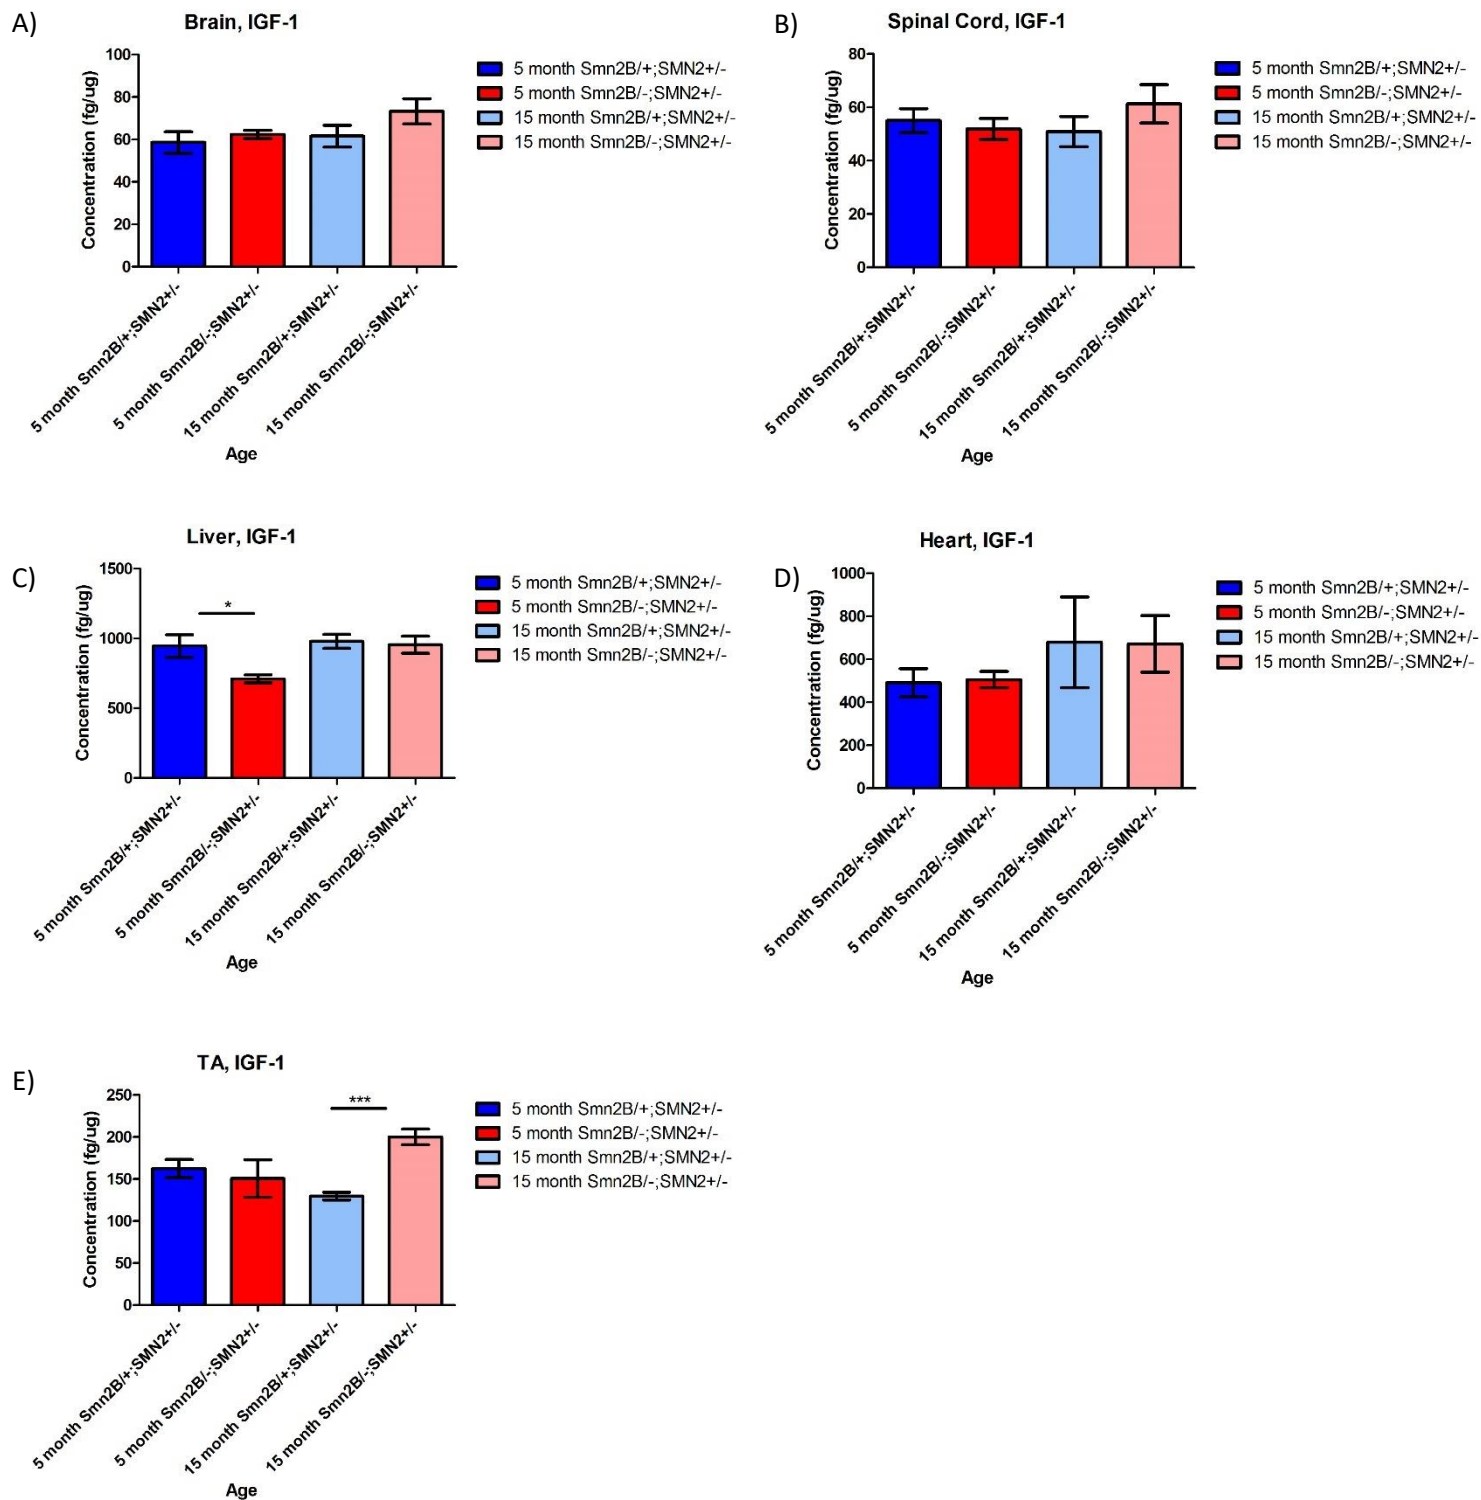 A)
Brain, IGF-1
Concentration (fg/ug)
100
80
60
40
20
0
5 month Smn2B/+;SMN2+/-
5 month Smn2B/-;SMN2+/-
15 month Smn2B/+;SMN2+/-
15 month Smn2B/-;SMN2+/-
Age
5 month Smn2B/+;SMN2+/-
5 month Smn2B/-;SMN2+/-
15 month Smn2B/+;SMN2+/-
15 month Smn2B/-;SMN2+/-
B)
Spinal Cord, IGF-1
Concentration (fg/ug)
80
60
40
20
0
5 month Smn2B/+;SMN2+/-
5 month Smn2B/-;SMN2+/-
15 month Smn2B/+;SMN2+/-
15 month Smn2B/-;SMN2+/-
Age
5 month Smn2B/+;SMN2+/-
5 month Smn2B/-;SMN2+/-
15 month Smn2B/+;SMN2+/-
15 month Smn2B/-;SMN2+/-
C)
Liver, IGF-1
Concentration (fg/ug)
1500
1000
500
0
*
5 month Smn2B/+;SMN2+/-
5 month Smn2B/-;SMN2+/-
15 month Smn2B/+;SMN2+/-
15 month Smn2B/-;SMN2+/-
Age
5 month Smn2B/+;SMN2+/-
5 month Smn2B/-;SMN2+/-
15 month Smn2B/+;SMN2+/-
15 month Smn2B/-;SMN2+/-
D)
Heart, IGF-1
Concentration (fg/ug)
1000
800
600
400
200
0
5 month Smn2B/+;SMN2+/-
5 month Smn2B/-;SMN2+/-
15 month Smn2B/+;SMN2+/-
15 month Smn2B/-;SMN2+/-
Age
5 month Smn2B/+;SMN2+/-
5 month Smn2B/-;SMN2+/-
15 month Smn2B/+;SMN2+/-
15 month Smn2B/-;SMN2+/-
E)
TA, IGF-1
Concentration (fg/ug)
250
200
150
100
50
0
***
5 month Smn2B/+;SMN2+/-
5 month Smn2B/-;SMN2+/-
15 month Smn2B/+;SMN2+/-
15 month Smn2B/-;SMN2+/-
Age
5 month Smn2B/+;SMN2+/-
5 month Smn2B/-;SMN2+/-
15 month Smn2B/+;SMN2+/-
15 month Smn2B/-;SMN2+/-